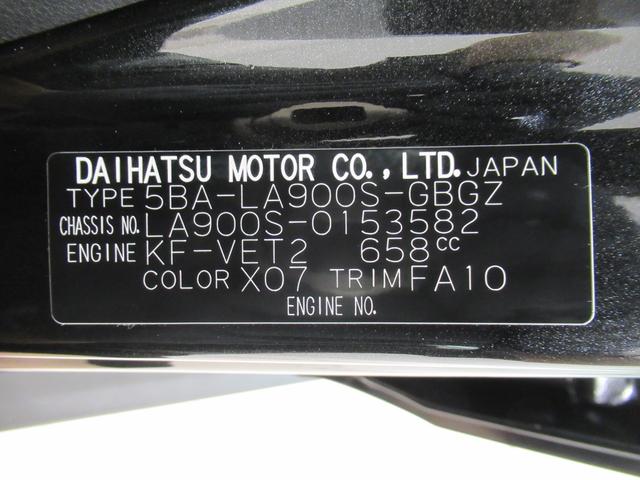 DAIHATSU MOTOR CO., LTD. JAPAN
TYPE 5BA-LA900S-GBGZ
CHASSIS NO. LA900S-0153582
ENGINE KF-VET2 658cc
COLOR X07 TRIM FA10
ENGINE NO.